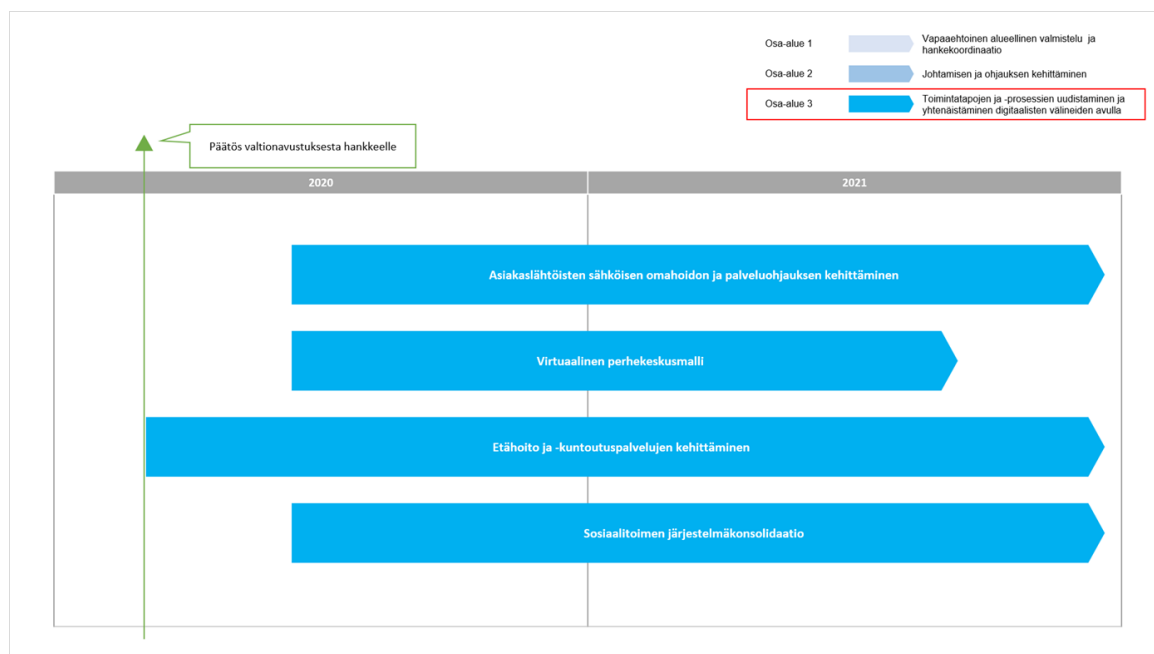 Osa-alue 1
Vapaaehtoinen alueellinen valmistelu ja
hankekoordinaatio
Osa-alue 2
Johtamisen ja ohjauksen kehittäminen
Osa-alue 3
Toimintatapojen ja -prosessien uudistaminen ja
yhtenäistäminen digitaalisten välineiden avulla
Päätös valtionavustuksesta hankkeelle
2020
2021
Asiakaslähtöisten sähköisen omahoidon ja palveluohjauksen kehittäminen
Virtuaalinen perhekeskusmalli
Etähoito ja -kuntoutuspalvelujen kehittäminen
Sosiaalitoimen järjestelmäkonsolidaatio